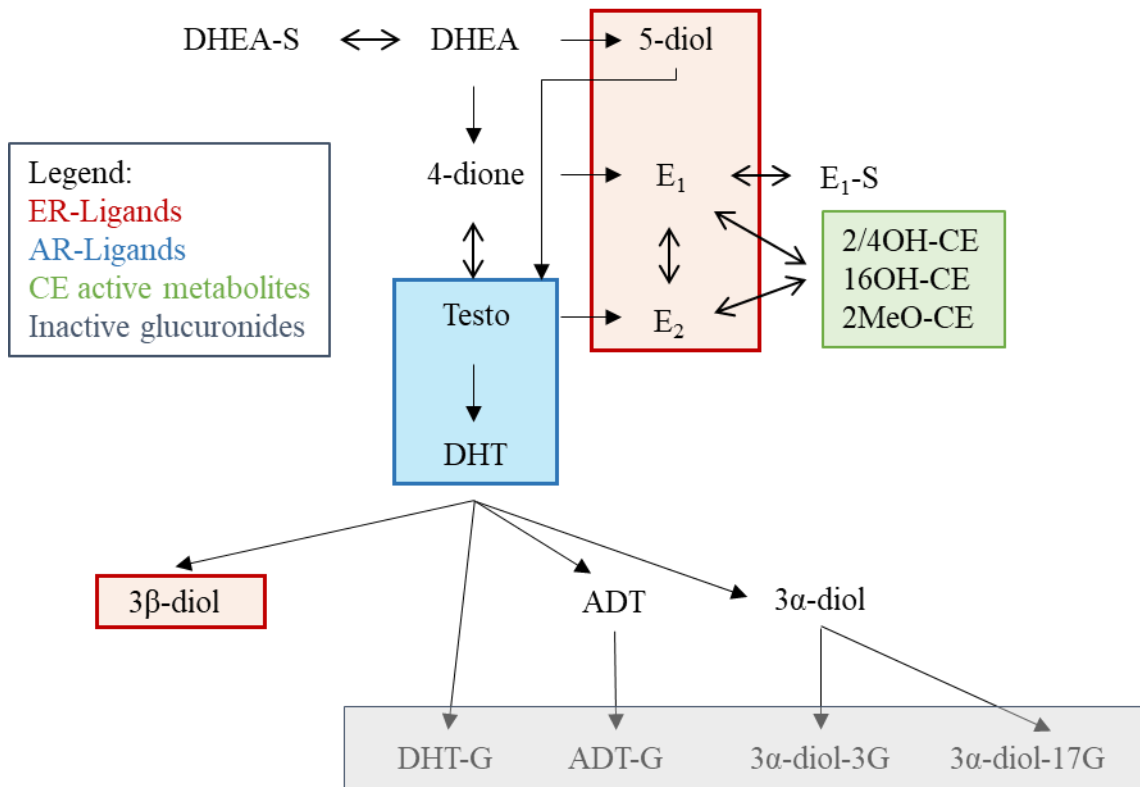 DHEA-S
DHEA
5-diol
Legend:
ER-Ligands
AR-Ligands
CE active metabolites
Inactive glucuronides
4-dione
E₁
E₁-S
2/4OH-CE
16OH-CE
2MeO-CE
Testo
E₂
DHT
3β-diol
ADT
3α-diol
DHT-G
ADT-G
3α-diol-3G
3α-diol-17G